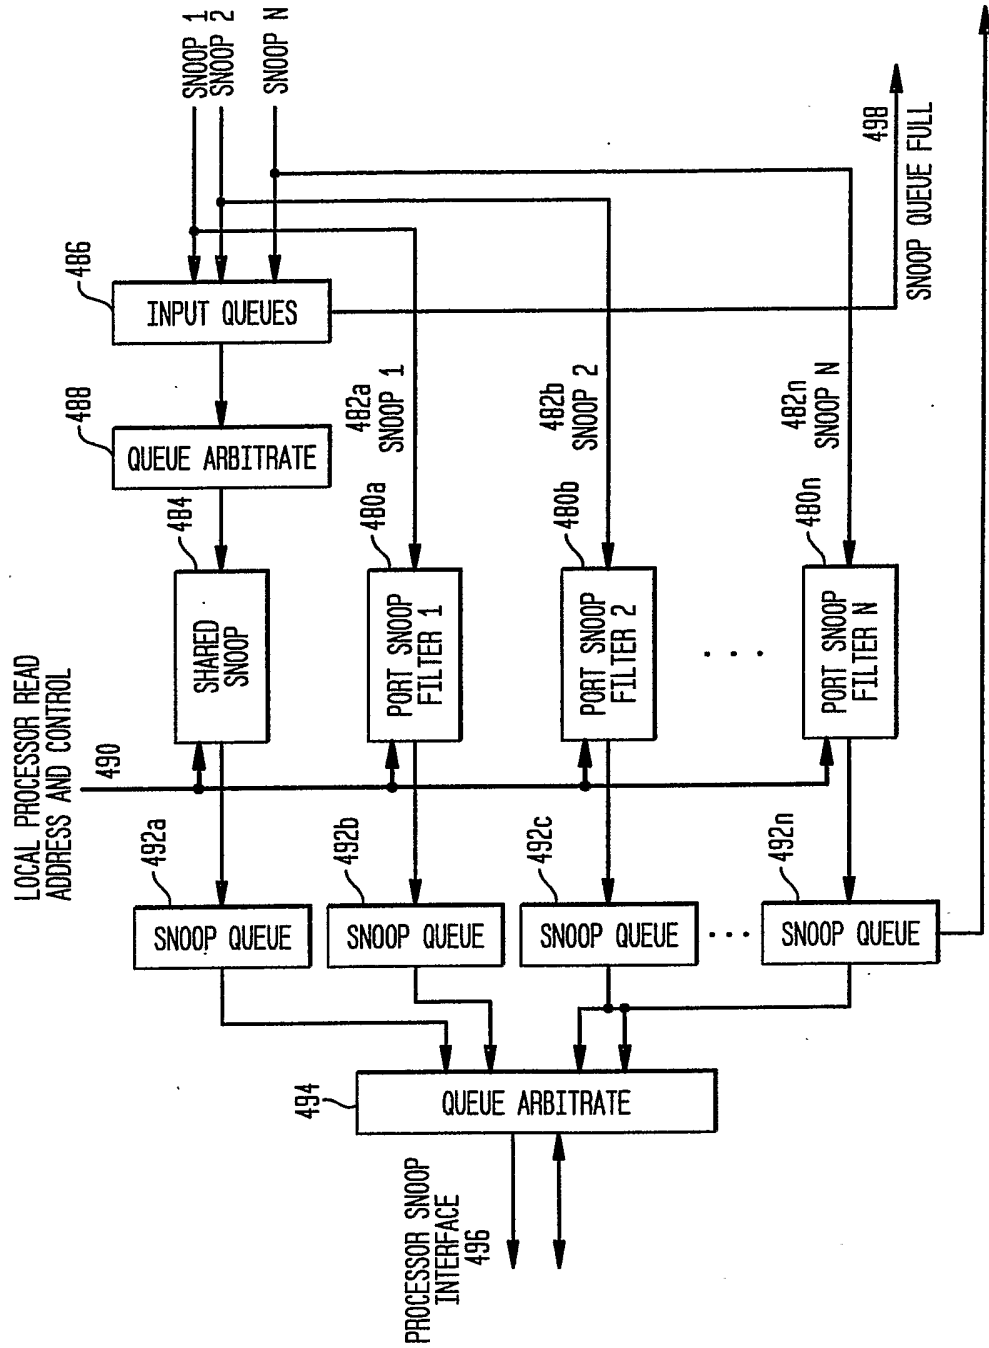 LOCAL PROCESSOR READ
ADDRESS AND CONTROL
490
SNOOP 1
SNOOP 2
SNOOP N
486
INPUT QUEUES
488
QUEUE ARBITRATE
484
SHARED
SNOOP
492a
SNOOP QUEUE
482a
SNOOP 1
480a
PORT SNOOP
FILTER 1
492b
SNOOP QUEUE
482b
SNOOP 2
480b
PORT SNOOP
FILTER 2
492c
SNOOP QUEUE
. . .
482n
SNOOP N
480n
PORT SNOOP
FILTER N
492n
SNOOP QUEUE
...
498
SNOOP QUEUE FULL
494
QUEUE ARBITRATE
PROCESSOR SNOOP
INTERFACE
496